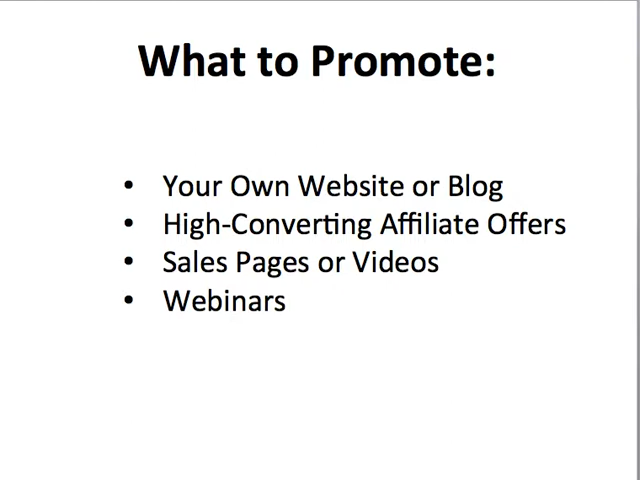 What to Promote:
• Your Own Website or Blog
• High-Converting Affiliate Offers
• Sales Pages or Videos
• Webinars